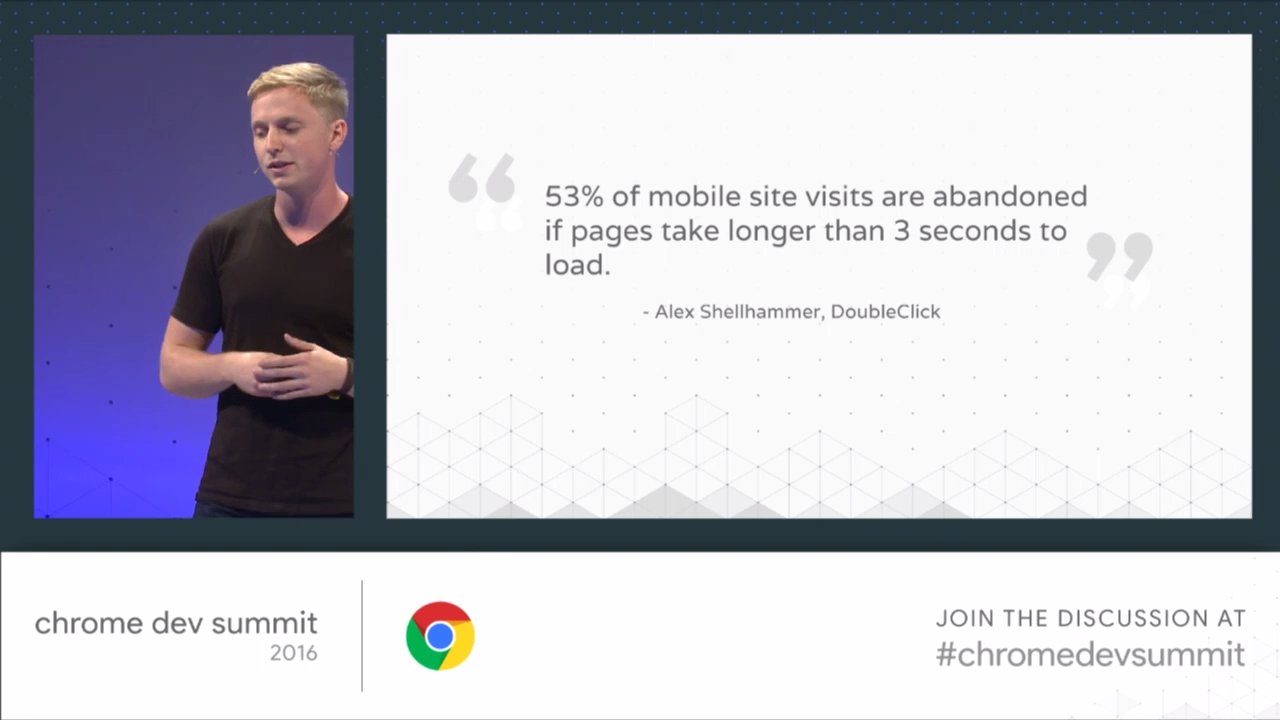 53% of mobile site visits are abandoned
if pages take longer than 3 seconds to
load.
- Alex Shellhammer, DoubleClick
chrome dev summit
2016
JOIN THE DISCUSSION AT
#chromedevsummit